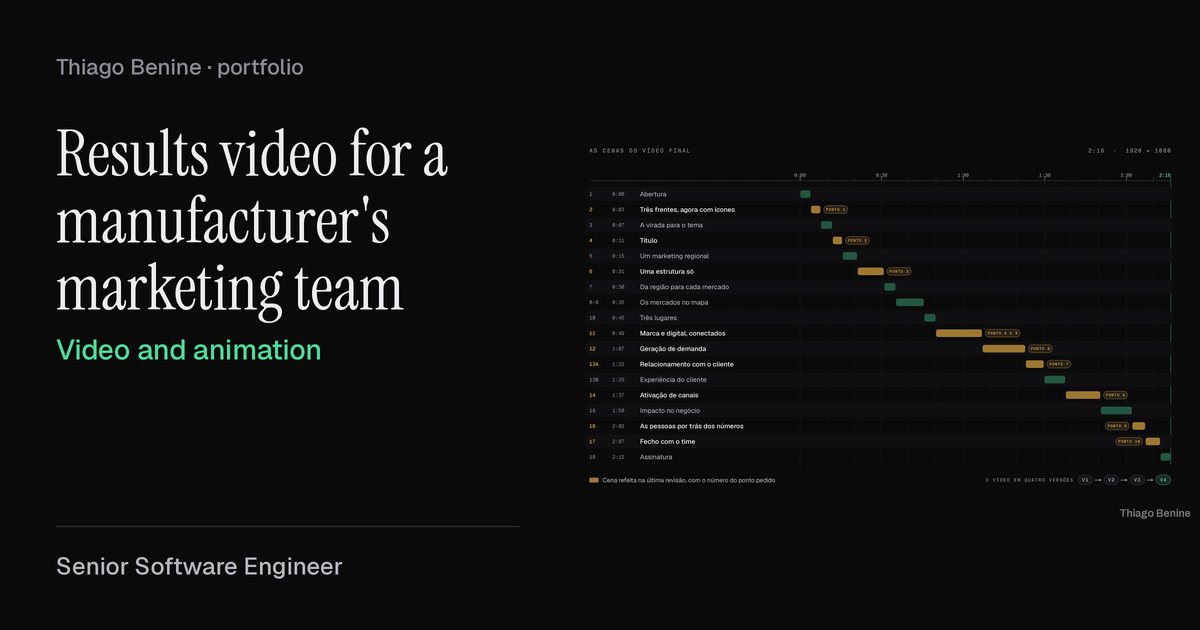 Thiago Benine · portfolio
Results video for a
manufacturer's
marketing team
Video and animation
Senior Software Engineer
AS CENAS DO VÍDEO FINAL
2:16 · 1920 × 1080
0:00 0:30 1:00 1:30 2:00 2:16
1 0:00 Abertura
2 0:03 Três frentes, agora com ícones PONTO 1
3 0:07 A virada para o tema
4 0:11 Título PONTO 2
5 0:15 Um marketing regional
6 0:21 Uma estrutura só PONTO 3
7 0:30 Da região para cada mercado
8-9 0:35 Os mercados no mapa
10 0:45 Três lugares
11 0:49 Marca e digital, conectados PONTO 4 E 5
12 1:07 Geração de demanda PONTO 6
13A 1:22 Relacionamento com o cliente PONTO 7
13B 1:29 Experiência do cliente
14 1:37 Ativação de canais PONTO 8
15 1:50 Impacto no negócio
16 2:02 As pessoas por trás dos números PONTO 9
17 2:07 Fecho com o time PONTO 10
18 2:12 Assinatura
Cena refeita na última revisão, com o número do ponto pedido
O VÍDEO EM QUATRO VERSÕES V1 → V2 → V3 → V4
Thiago Benine